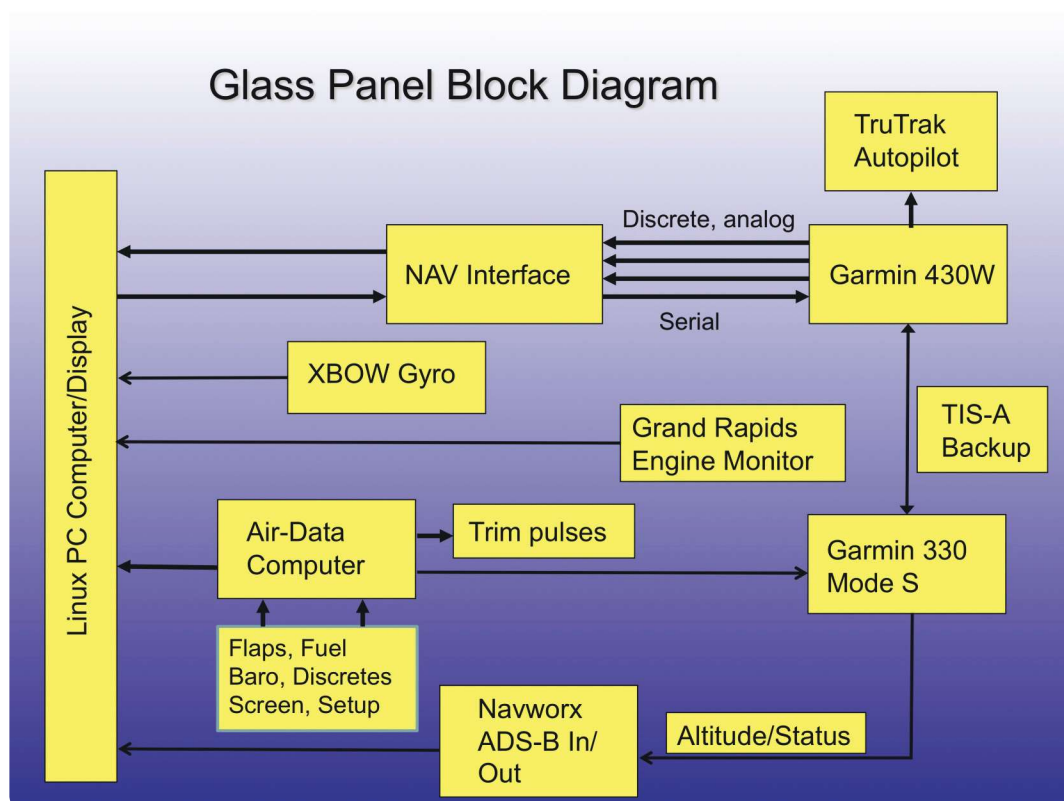 Glass Panel Block Diagram
TruTrak
Autopilot
Discrete, analog
NAV Interface
Garmin 430W
Serial
Linux PC Computer/Display
XBOW Gyro
TIS-A
Backup
Grand Rapids
Engine Monitor
Air-Data
Computer
Trim pulses
Garmin 330
Mode S
Flaps, Fuel
Baro, Discretes
Screen, Setup
Navworx
ADS-B In/
Out
Altitude/Status